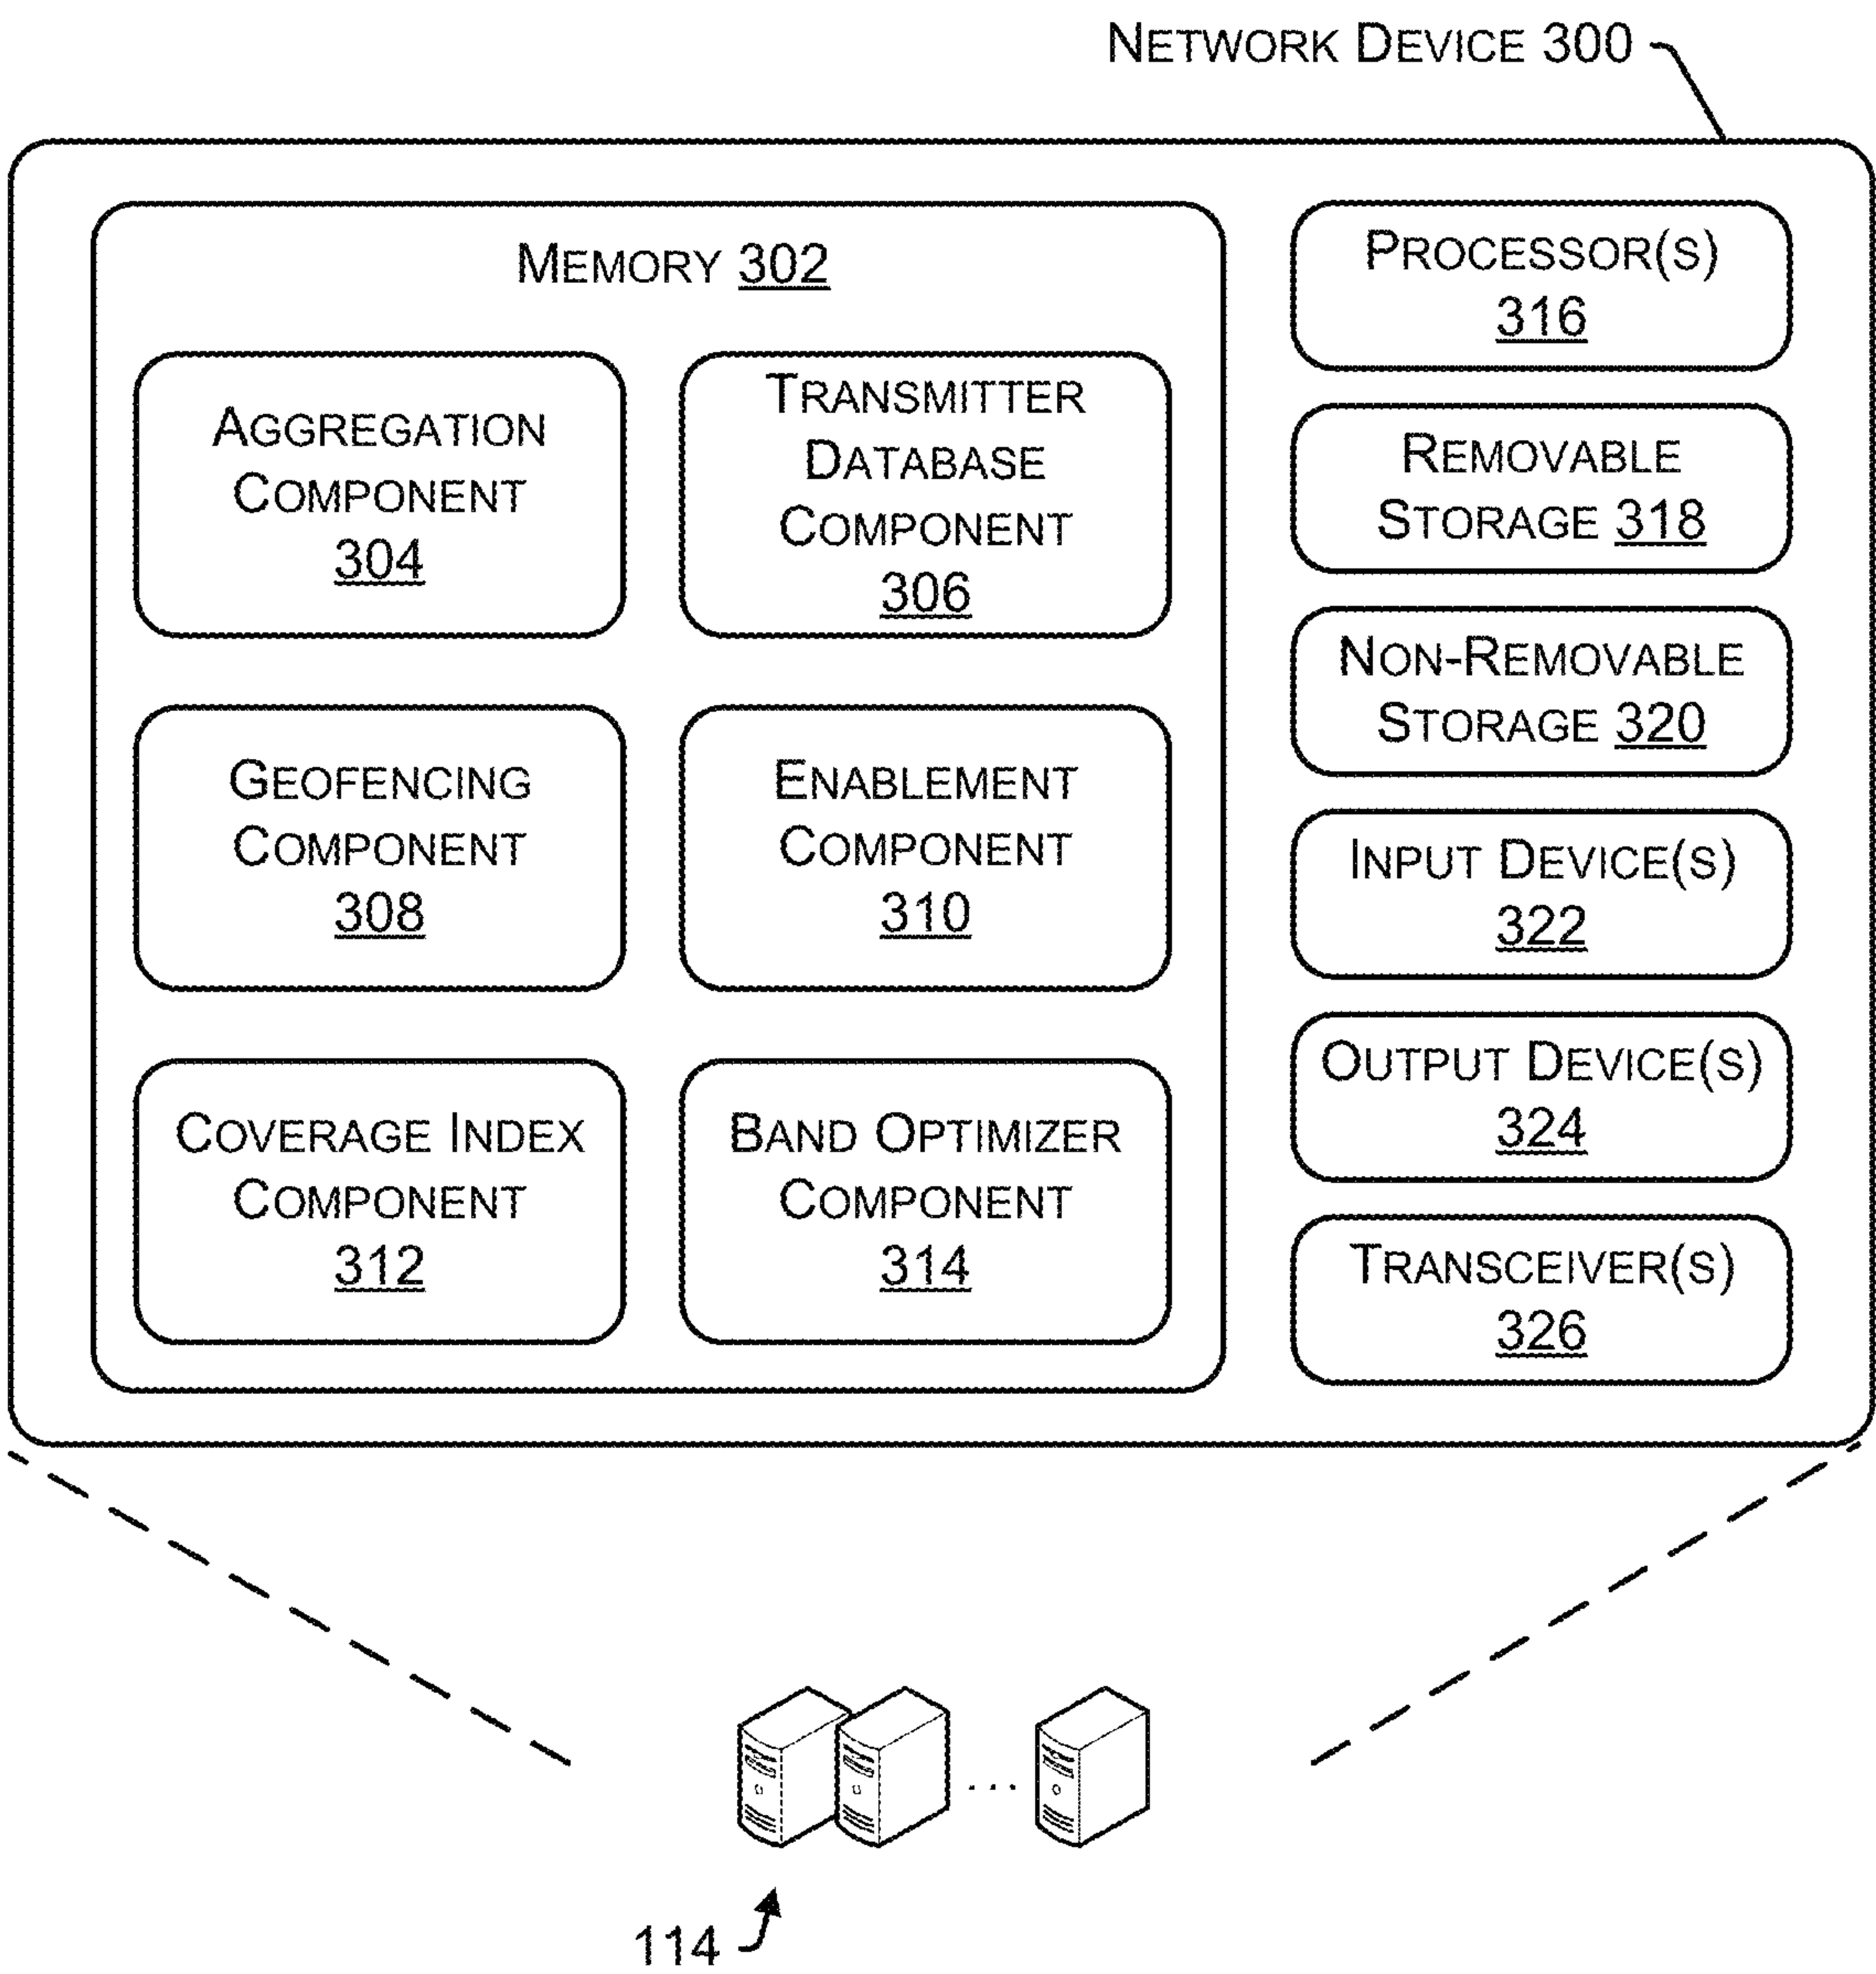 NETWORK DEVICE 300
MEMORY 302
AGGREGATION
COMPONENT
304
TRANSMITTER
DATABASE
COMPONENT
306
GEOFENCING
COMPONENT
308
ENABLEMENT
COMPONENT
310
COVERAGE INDEX
COMPONENT
312
BAND OPTIMIZER
COMPONENT
314
PROCESSOR(S)
316
REMOVABLE
STORAGE 318
NON-REMOVABLE
STORAGE 320
INPUT DEVICE(S)
322
OUTPUT DEVICE(S)
324
TRANSCEIVER(S)
326
...
114